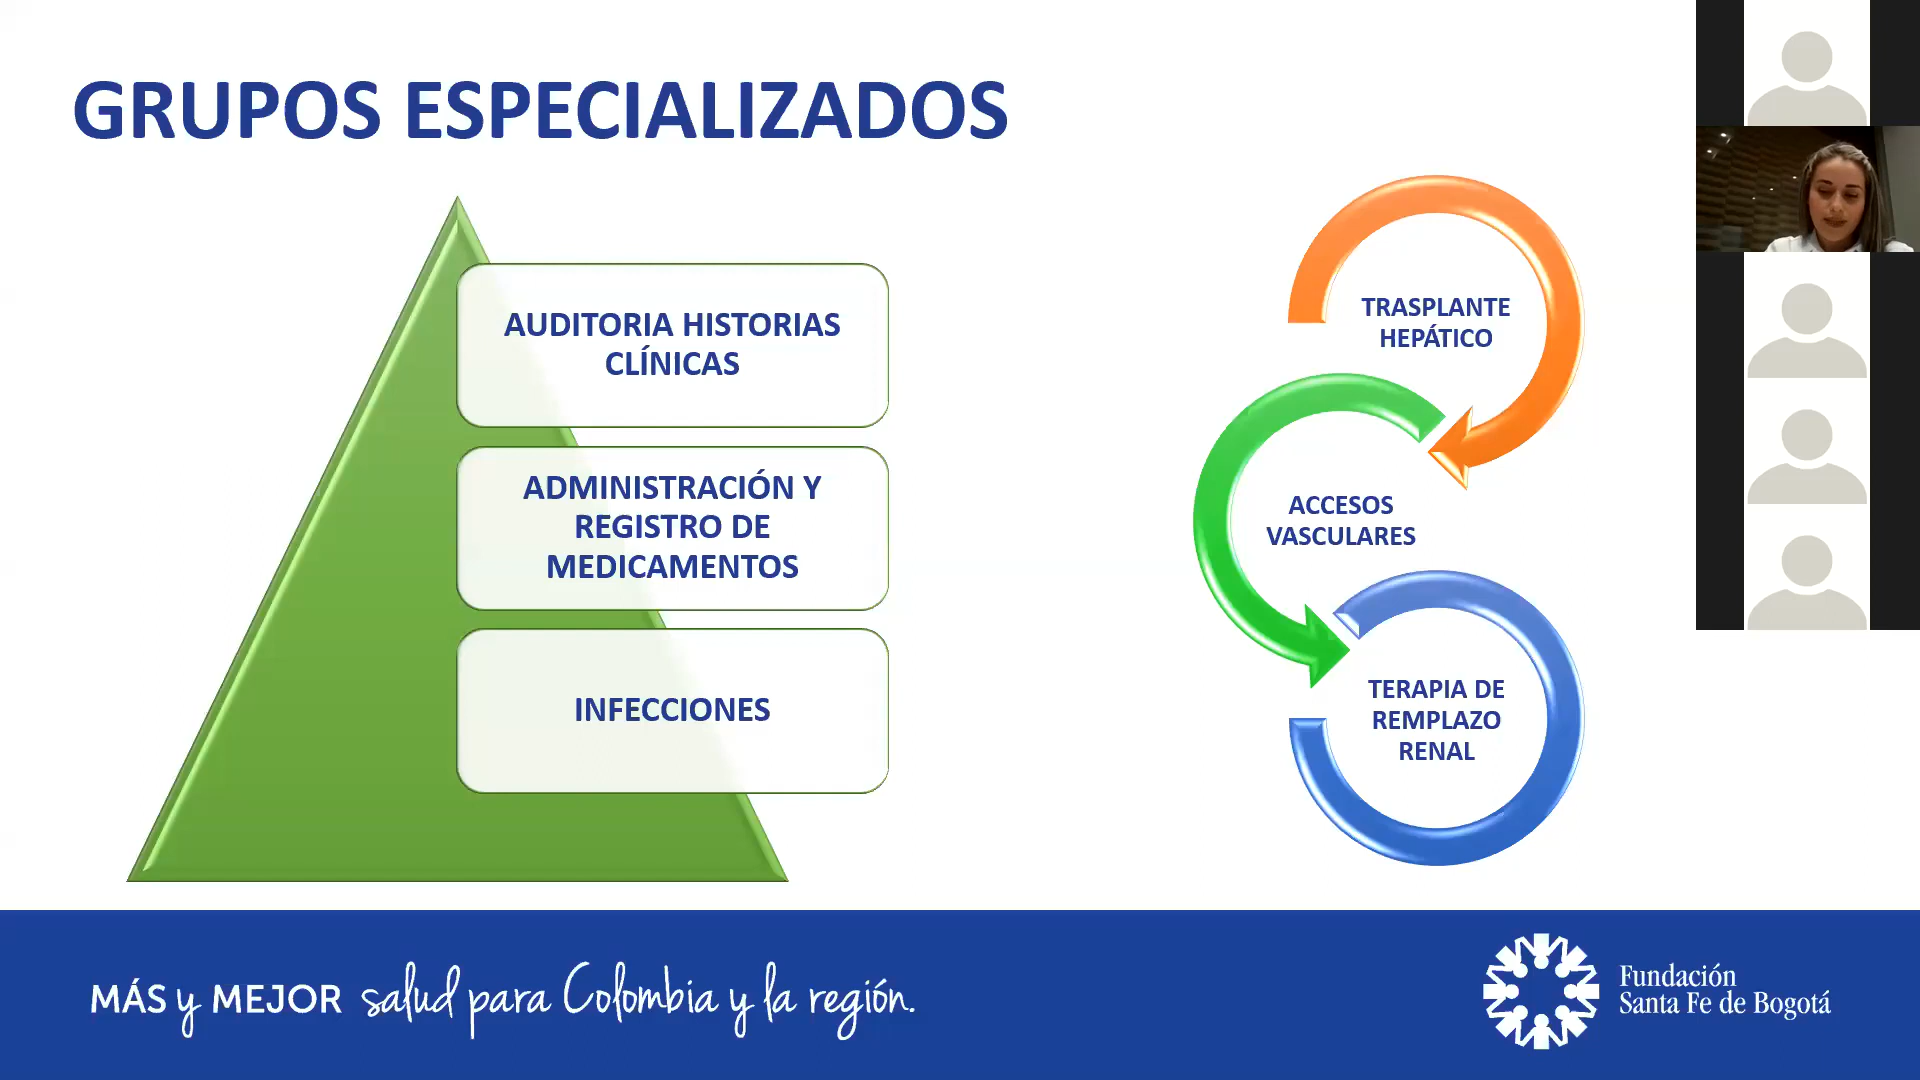 GRUPOS ESPECIALIZADOS
AUDITORIA HISTORIAS
CLÍNICAS
ADMINISTRACIÓN Y
REGISTRO DE
MEDICAMENTOS
INFECCIONES
TRASPLANTE
HEPÁTICO
ACCESOS
VASCULARES
TERAPIA DE
REMPLAZO
RENAL
MÁS y MEJOR salud para Colombia y la región.
Fundación
Santa Fe de Bogotá